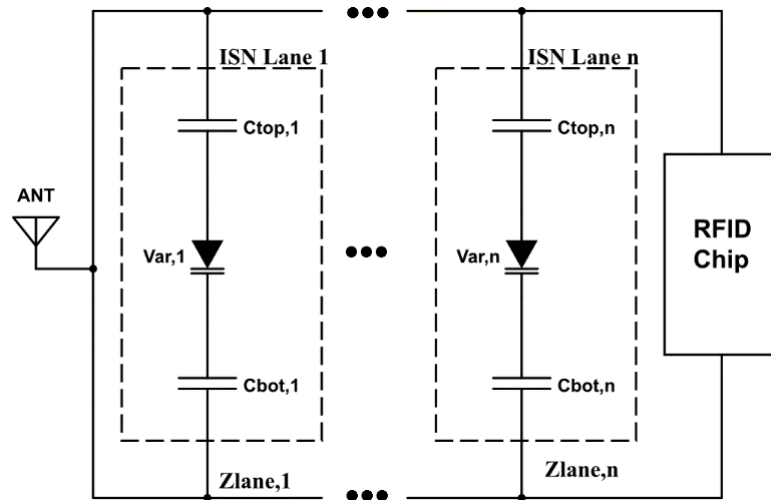 ISN Lane 1
ISN Lane n
Ctop,1
Ctop,n
ANT
RFID
Chip
Var,1
Var,n
Cbot,1
Cbot,n
Zlane,1
Zlane,n